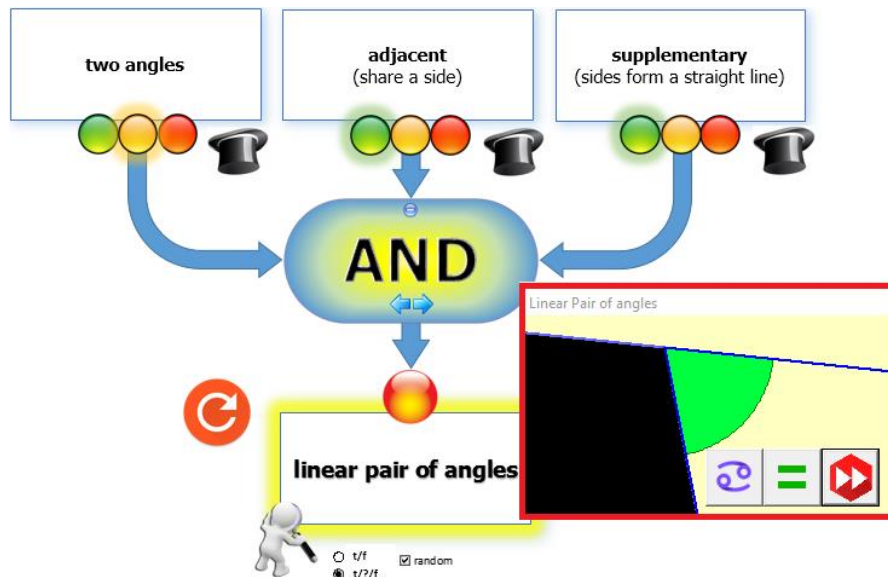 two angles
adjacent
(share a side)
supplementary
(sides form a straight line)
AND
Linear Pair of angles
linear pair of angles
t/f
random
t/?/f